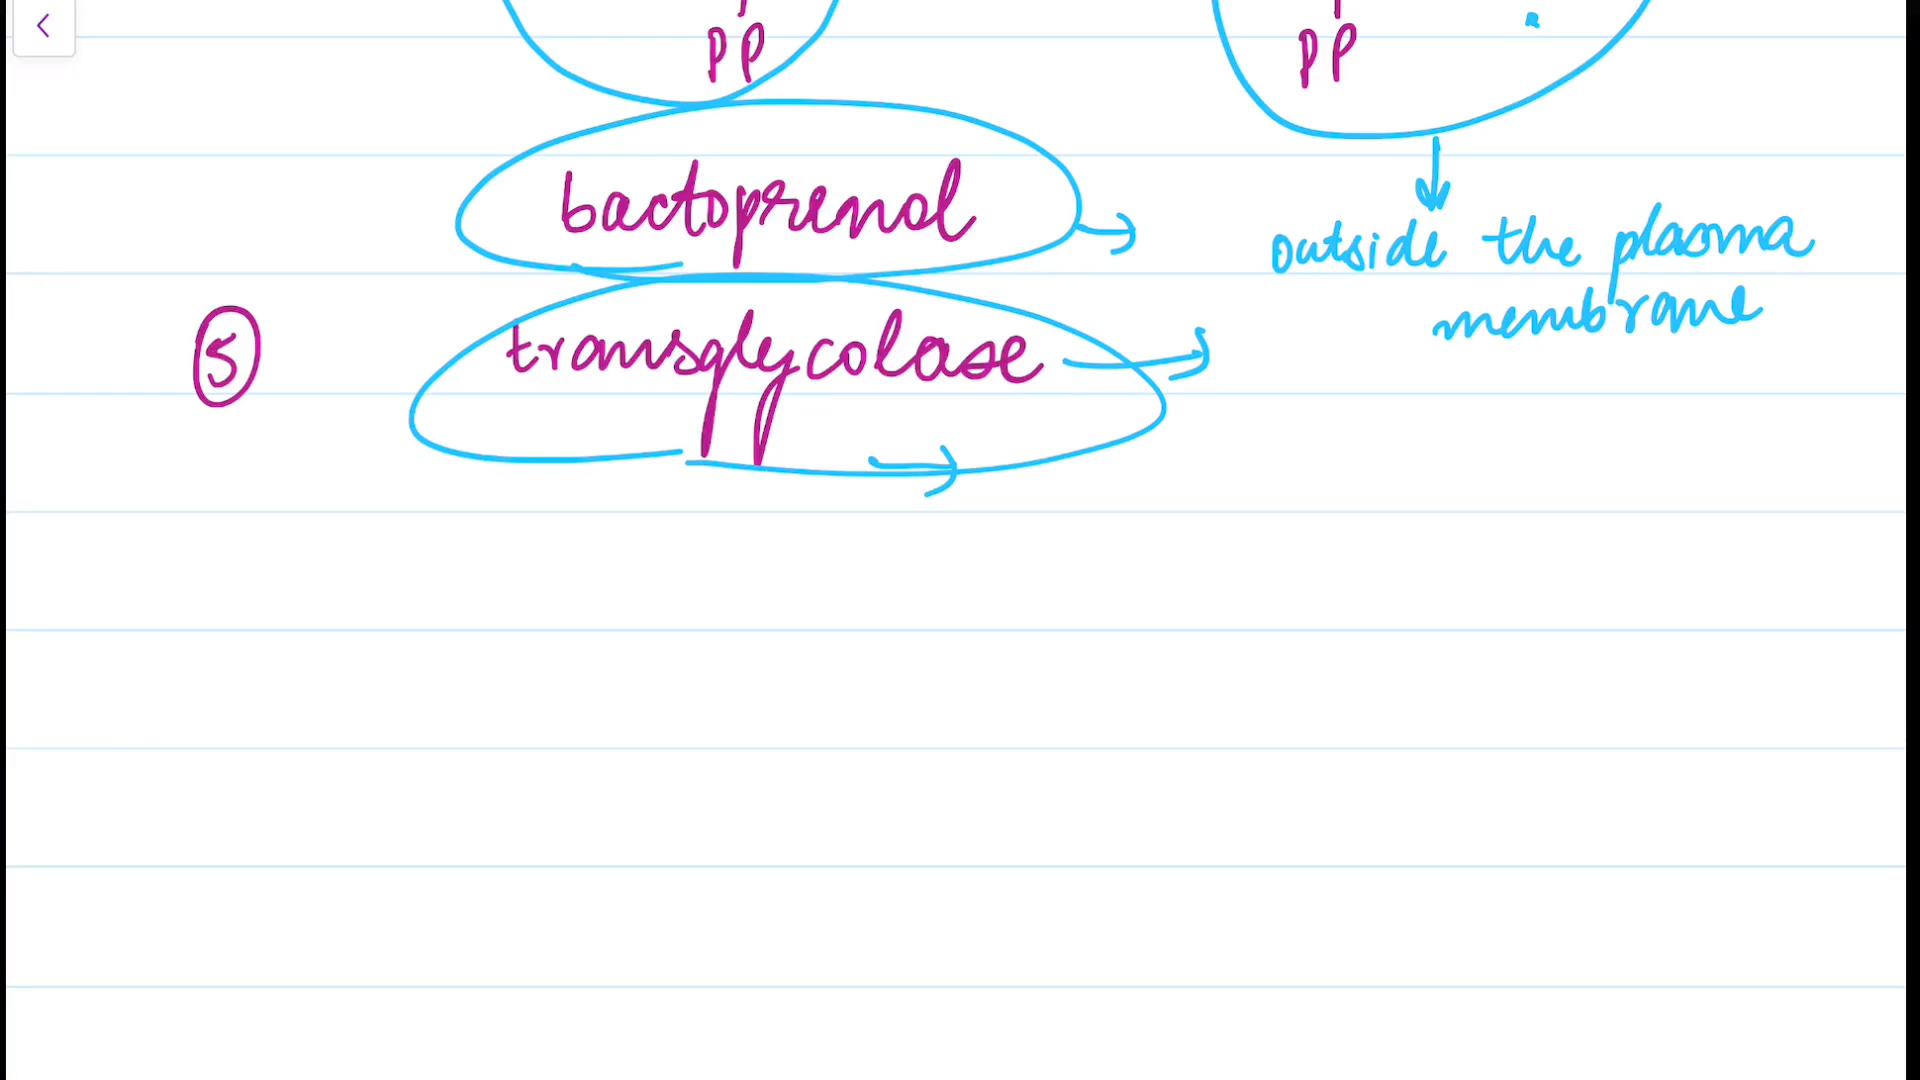 PP
PP
bactoprenol
outside the plasma
membrane
5
transglycolase